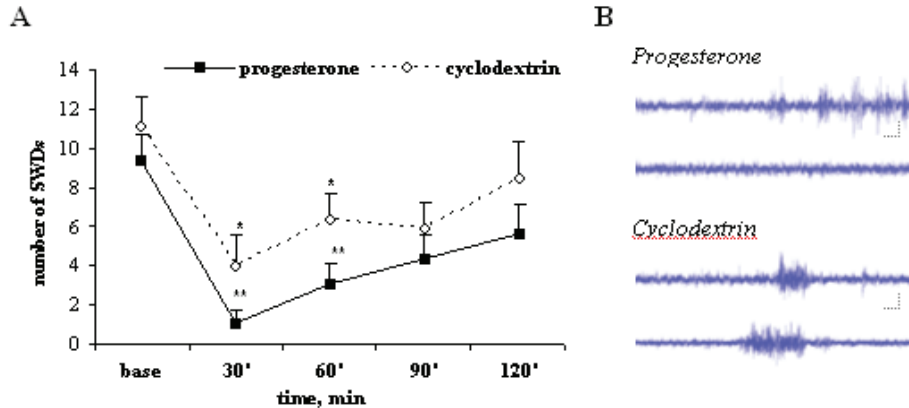 A
B
progesterone cyclodextrin
14
12
10
8
6
4
2
0
number of SWDs
*
*
**
**
base 30' 60' 90' 120'
time, min
Progesterone
Cyclodextrin